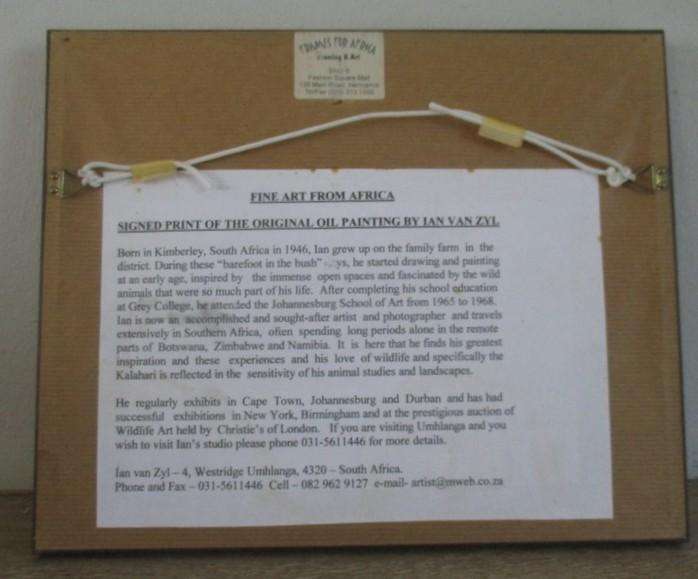 FRAMES FOR AFRICA
Framing & Art
Fashion Square Mall
Main Road, Hermanus
FINE ART FROM AFRICA
SIGNED PRINT OF THE ORIGINAL OIL PAINTING BY IAN VAN ZYL
Born in Kimberley, South Africa in 1946, Ian grew up on the family farm in the
district. During these "barefoot in the bush" he started drawing and painting
at an early age, inspired by the immense open spaces and fascinated by the wild
animals that were so much part of his life. After completing his school education
at Grey College, he attended the Johannesburg School of Art from 1965 to 1968.
Ian is now an accomplished and sought-after artist and photographer and travels
extensively in Southern Africa, often spending long periods alone in the remote
parts of Botswana, Zimbabwe and Namibia. It is here that he finds his greatest
inspiration and these experiences and his love of wildlife and specifically the
Kalahari is reflected in the sensitivity of his animal studies and landscapes.
He regularly exhibits in Cape Town, Johannesburg and Durban and has had
successful exhibitions in New York, Birmingham and at the prestigious auction of
Wildlife Art held by Christie's of London. If you are visiting Umhlanga and you
wish to visit Ian's studio please phone 031-5611446 for more details.
Ian van Zyl – 4, Westridge Umhlanga, 4320 – South Africa.
Phone and Fax – 031-5611446 Cell – 082 962 9127 e-mail- artist@mweb.co.za